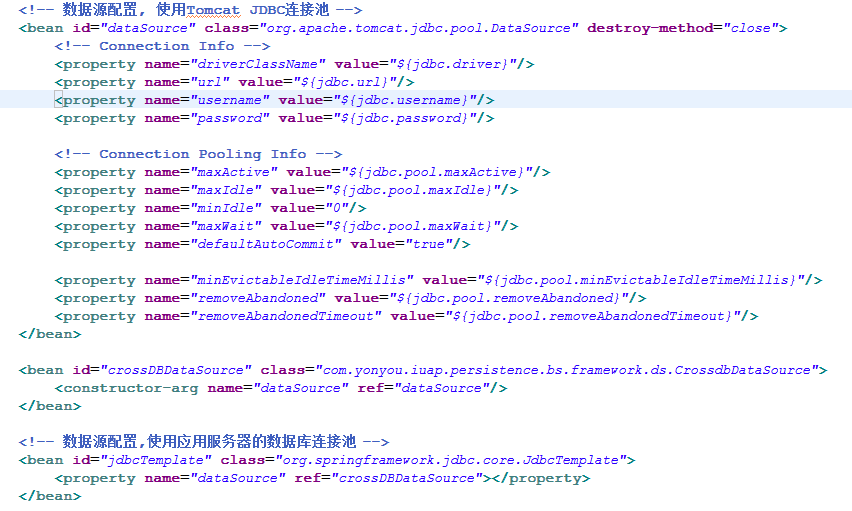 <!-- 数据源配置, 使用Tomcat JDBC连接池 -->
<bean id="dataSource" class="org.apache.tomcat.jdbc.pool.DataSource" destroy-method="close">
<!-- Connection Info -->
<property name="driverClassName" value="${jdbc.driver}"/>
<property name="url" value="${jdbc.url}"/>
<property name="username" value="${jdbc.username}"/>
<property name="password" value="${jdbc.password}"/>
<!-- Connection Pooling Info -->
<property name="maxActive" value="${jdbc.pool.maxActive}"/>
<property name="maxIdle" value="${jdbc.pool.maxIdle}"/>
<property name="minIdle" value="0"/>
<property name="maxWait" value="${jdbc.pool.maxWait}"/>
<property name="defaultAutoCommit" value="true"/>
<property name="minEvictableIdleTimeMillis" value="${jdbc.pool.minEvictableIdleTimeMillis}"/>
<property name="removeAbandoned" value="${jdbc.pool.removeAbandoned}"/>
<property name="removeAbandonedTimeout" value="${jdbc.pool.removeAbandonedTimeout}"/>
</bean>
<bean id="crossDBDataSource" class="com.yonyou.iuap.persistence.bs.framework.ds.CrossdbDataSource">
<constructor-arg name="dataSource" ref="dataSource"/>
</bean>
<!-- 数据源配置,使用应用服务器的数据库连接池 -->
<bean id="jdbcTemplate" class="org.springframework.jdbc.core.JdbcTemplate">
<property name="dataSource" ref="crossDBDataSource"></property>
</bean>